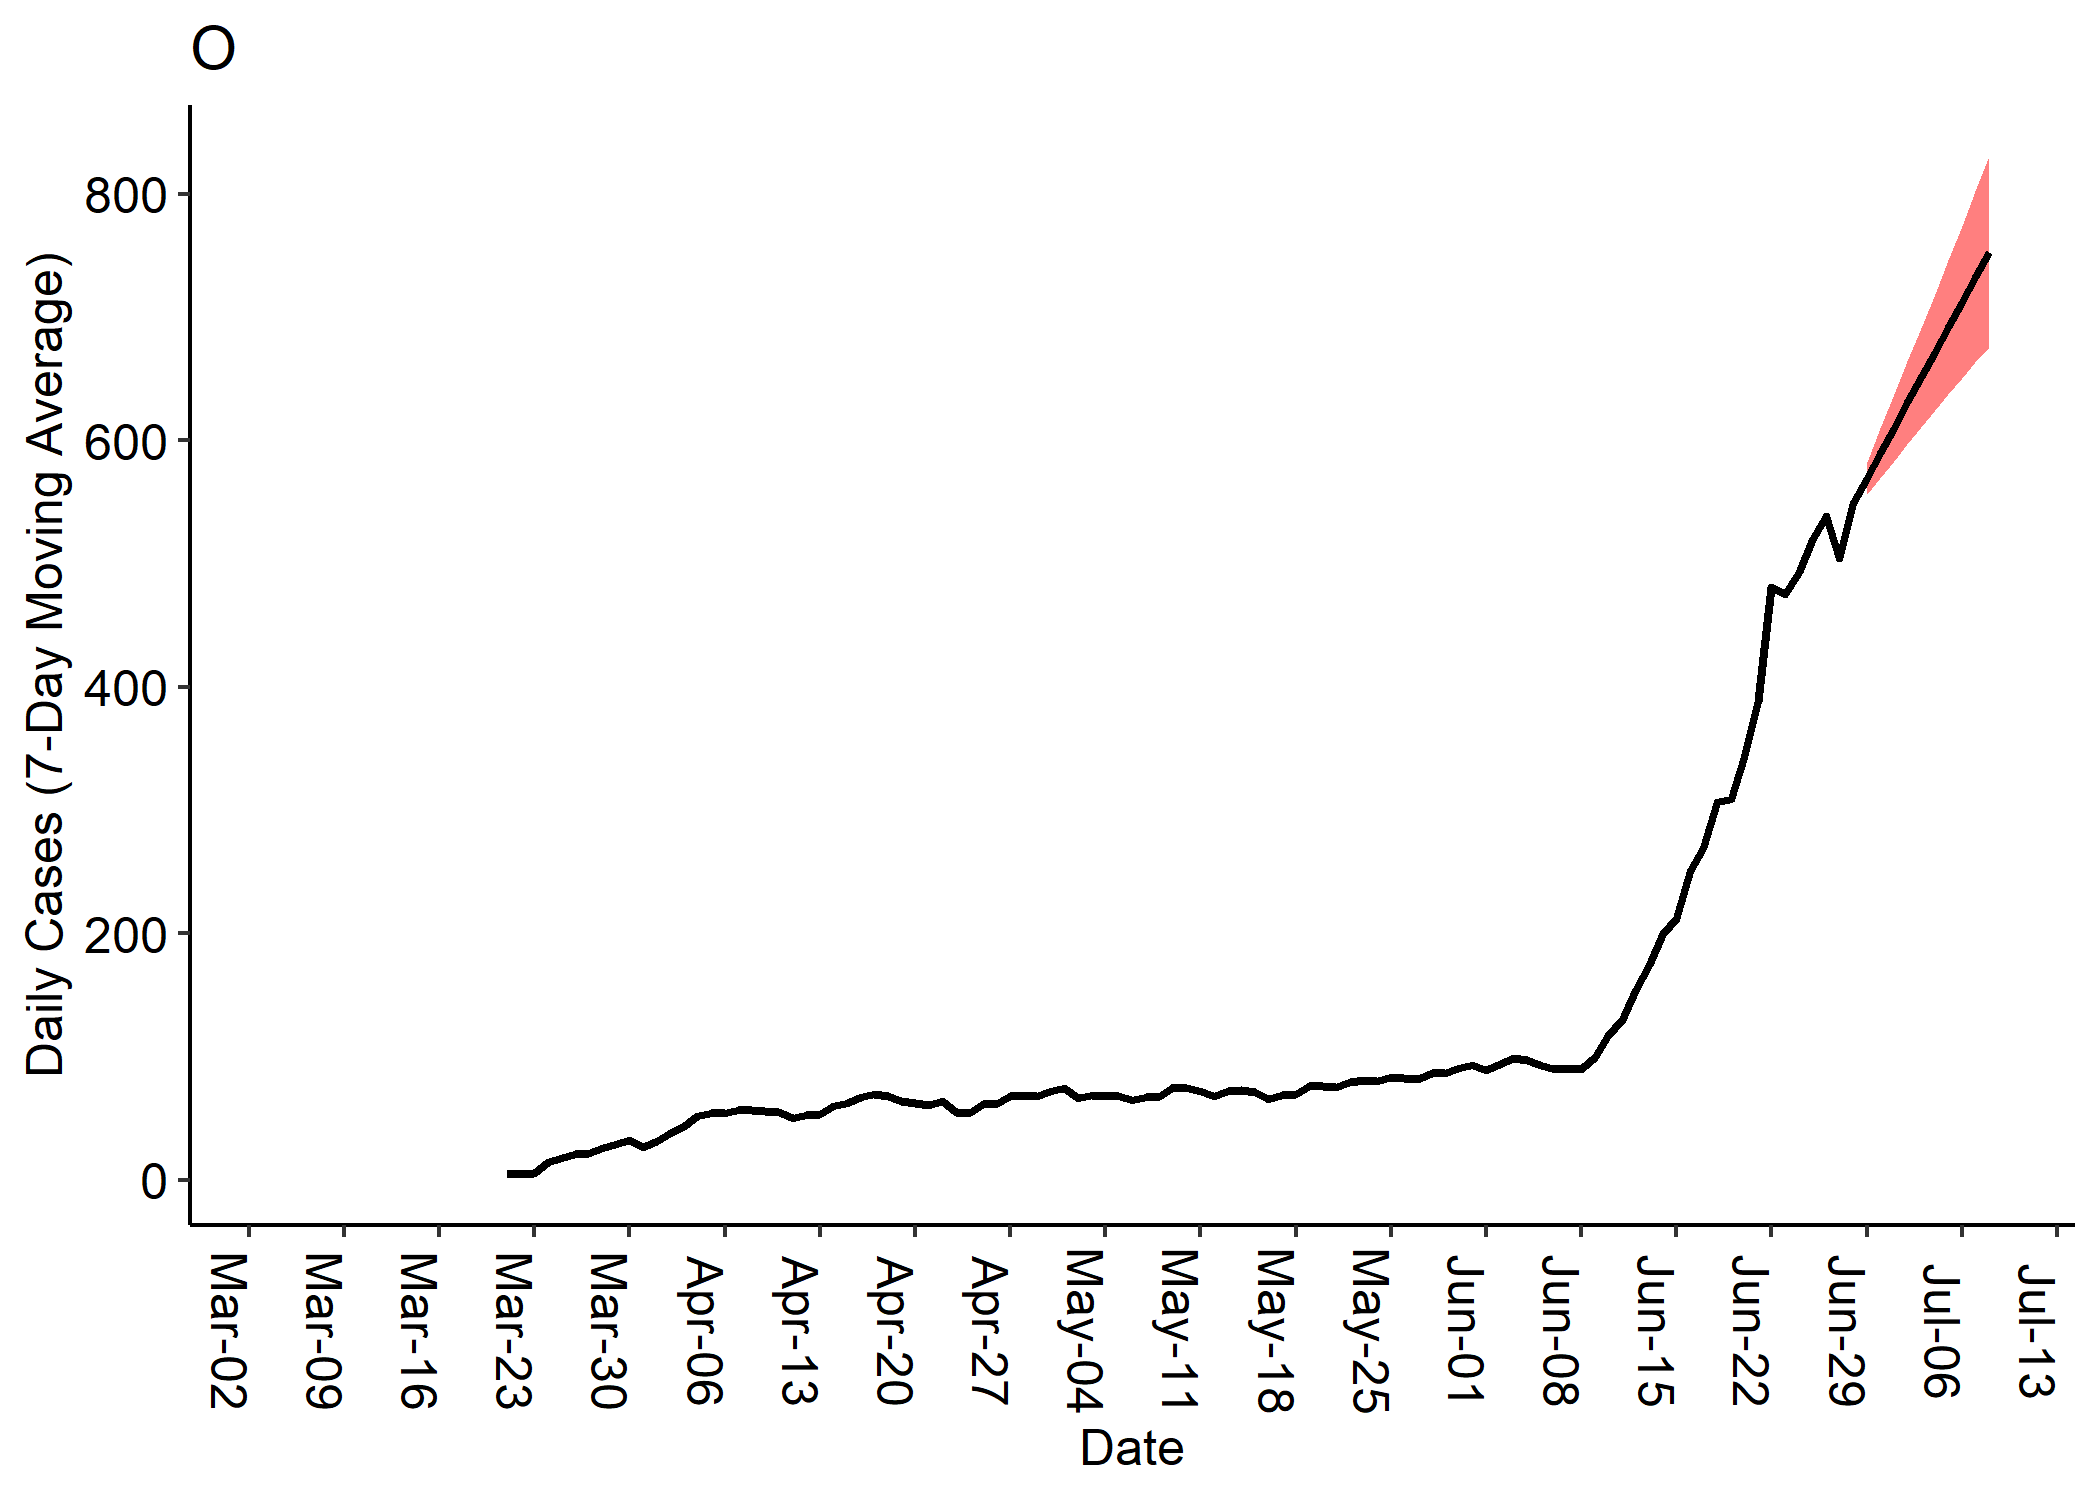 O
Daily Cases (7-Day Moving Average)
800
600
400
200
0
Mar-02
Mar-09
Mar-16
Mar-23
Mar-30
Apr-06
Apr-13
Apr-20
Apr-27
May-04
May-11
May-18
May-25
Jun-01
Jun-08
Jun-15
Jun-22
Jun-29
Jul-06
Jul-13
Date